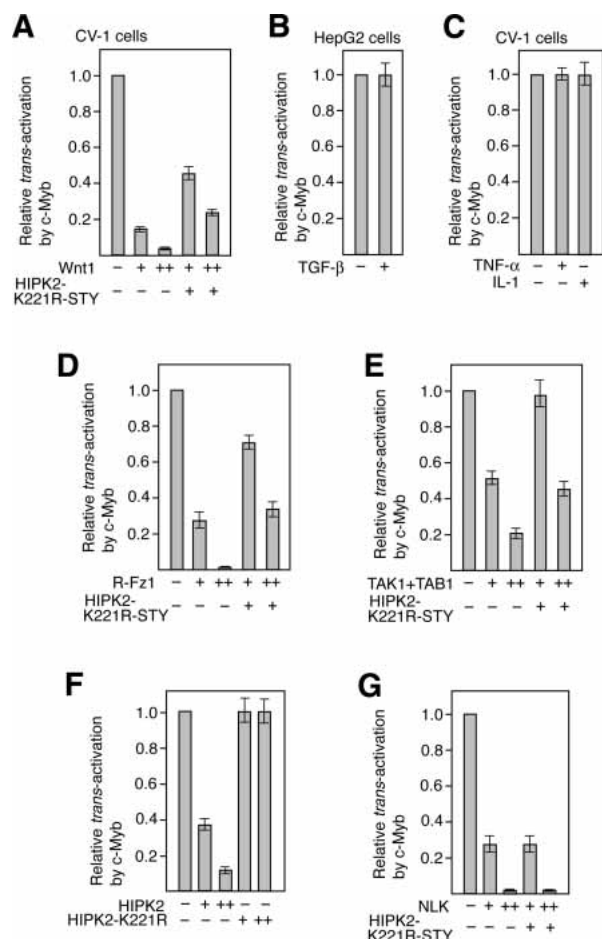 A CV-1 cells
Relative trans-activation
by c-Myb
1.0
0.8
0.6
0.4
0.2
Wnt1 – + ++ + ++
HIPK2-
K221R-STY – – – + +
B HepG2 cells
Relative trans-activation
by c-Myb
1.0
0.8
0.6
0.4
0.2
TGF-β – +
C CV-1 cells
Relative trans-activation
by c-Myb
1.0
0.8
0.6
0.4
0.2
TNF-α – + –
IL-1 – – +
D
Relative trans-activation
by c-Myb
1.0
0.8
0.6
0.4
0.2
R-Fz1 – + ++ + ++
HIPK2-
K221R-STY – – – + +
E
Relative trans-activation
by c-Myb
1.0
0.8
0.6
0.4
0.2
TAK1+TAB1 – + ++ + ++
HIPK2-
K221R-STY – – – + +
F
Relative trans-activation
by c-Myb
1.0
0.8
0.6
0.4
0.2
HIPK2 – + ++ – –
HIPK2-K221R – – – + ++
G
Relative trans-activation
by c-Myb
1.0
0.8
0.6
0.4
0.2
NLK – + ++ + ++
HIPK2-
K221R-STY – – – + +